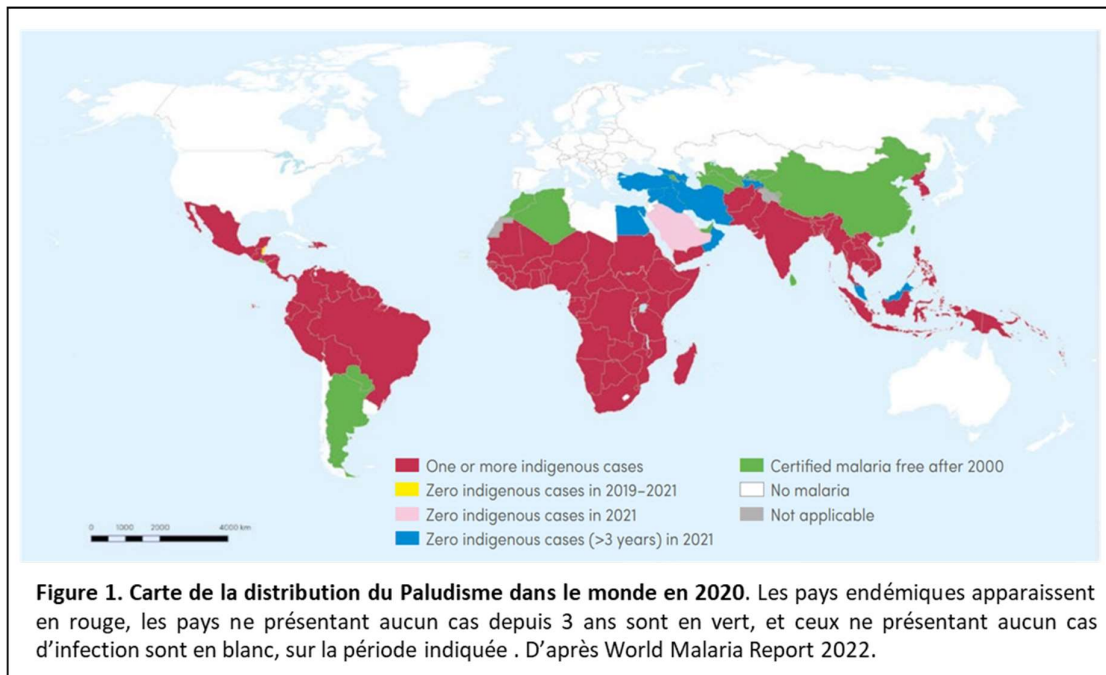 One or more indigenous cases
Zero indigenous cases in 2019–2021
Zero indigenous cases in 2021
Zero indigenous cases (>3 years) in 2021
Certified malaria free after 2000
No malaria
Not applicable
0 1000 2000 4000 km
Figure 1. Carte de la distribution du Paludisme dans le monde en 2020. Les pays endémiques apparaissent
en rouge, les pays ne présentant aucun cas depuis 3 ans sont en vert, et ceux ne présentant aucun cas
d’infection sont en blanc, sur la période indiquée . D’après World Malaria Report 2022.